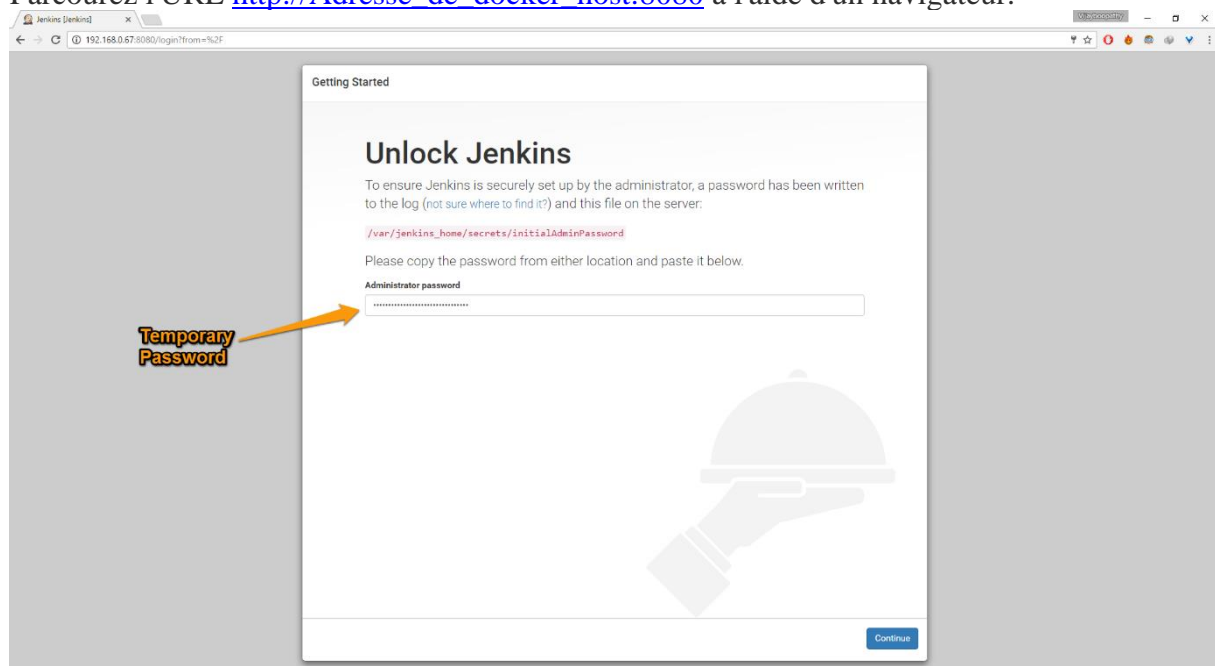 Parcourez l'URL http://Adresse_de_docker_host:8080 à l'aide d'un navigateur.
Jenkins [Jenkins]
192.168.0.67:8080/login?from=%2F
Getting Started
Unlock Jenkins
To ensure Jenkins is securely set up by the administrator, a password has been written
to the log (not sure where to find it?) and this file on the server:
/var/jenkins_home/secrets/initialAdminPassword
Please copy the password from either location and paste it below.
Administrator password
Temporary
Password
Continue